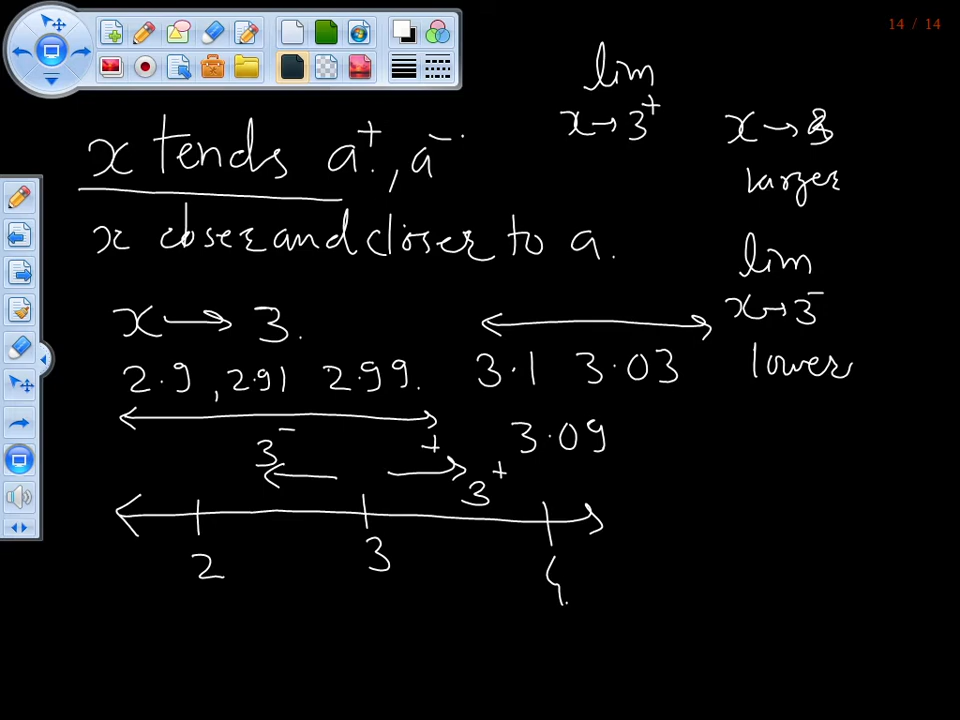 14 / 14
lim
x→3⁺
x→3
larger
x tends a⁺, a⁻
x closer and closer to a.
lim
x→3⁻
lower
x → 3.
2.9, 2.91 2.99. 3.1 3.03
3.09
3⁻ + 3⁺
2 3 4